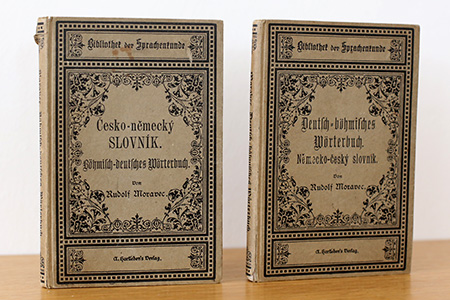 Bibliothek der Sprachenkunde
Česko-německý
SLOVNÍK.
Böhmisch-deutsches Wörterbuch.
Von
Rudolf Moravec.
A. Hartleben's Verlag.
Bibliothek der Sprachenkunde
Deutsch-böhmisches
Wörterbuch.
Německo-český slovník.
Von
Rudolf Moravec.
A. Hartleben's Verlag.